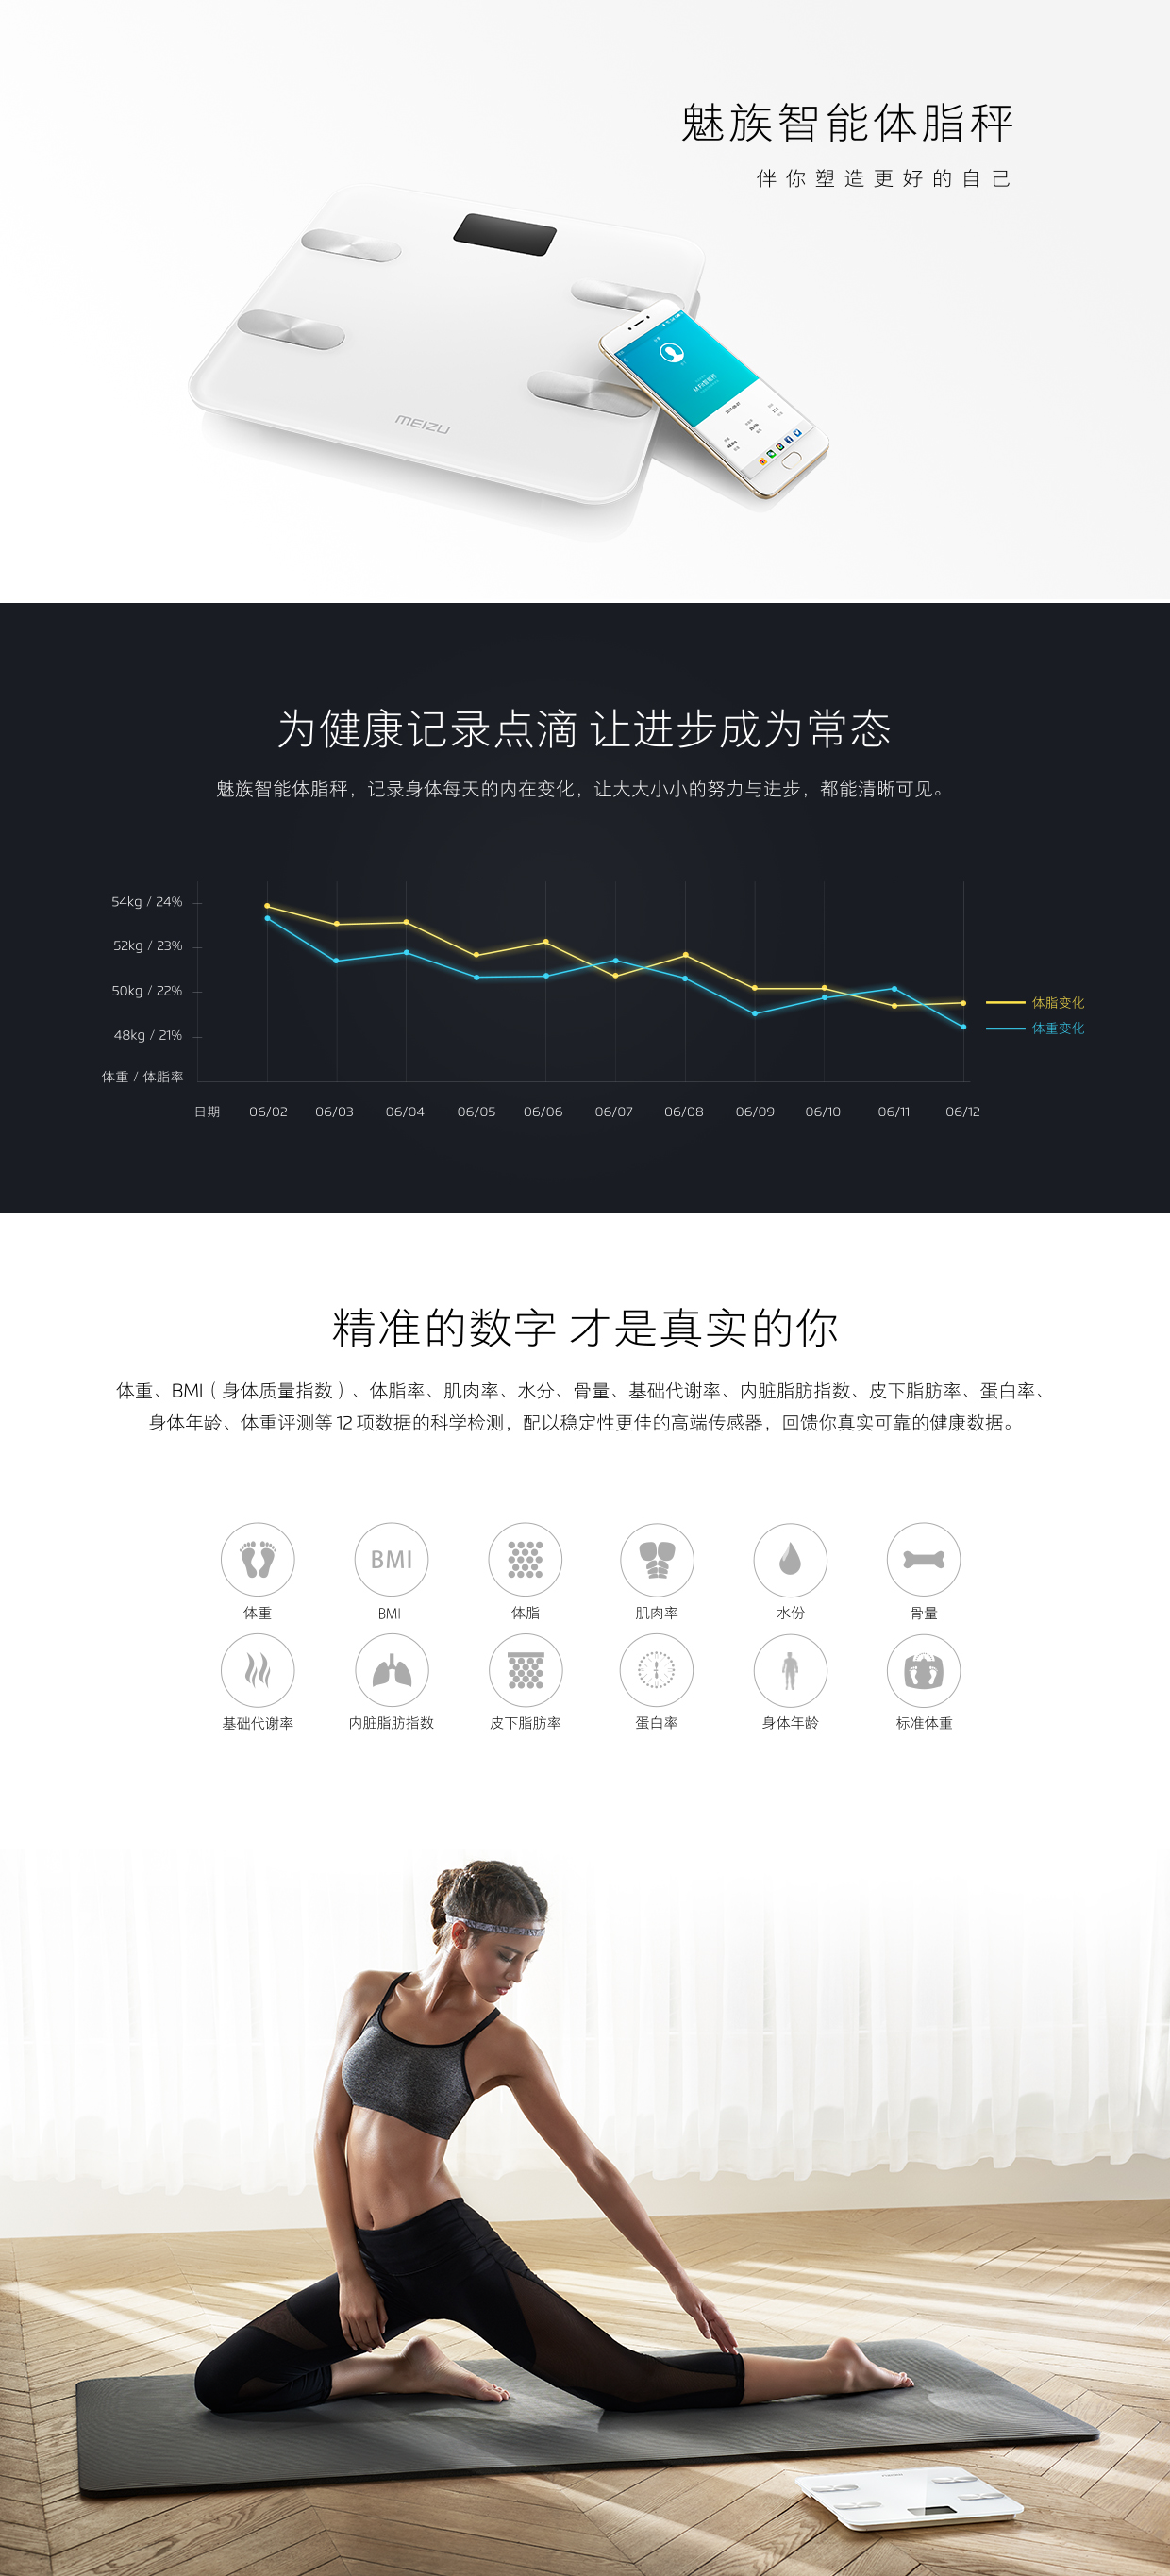 魅族智能体脂秤
伴你塑造更好的自己
MEIZU
为健康记录点滴 让进步成为常态
魅族智能体脂秤，记录身体每天的内在变化，让大大小小的努力与进步，都能清晰可见。
54kg / 24%
52kg / 23%
50kg / 22%
48kg / 21%
体重 / 体脂率
体脂变化
体重变化
日期 06/02 06/03 06/04 06/05 06/06 06/07 06/08 06/09 06/10 06/11 06/12
精准的数字 才是真实的你
体重、BMI（身体质量指数）、体脂率、肌肉率、水分、骨量、基础代谢率、内脏脂肪指数、皮下脂肪率、蛋白率、
身体年龄、体重评测等 12 项数据的科学检测，配以稳定性更佳的高端传感器，回馈你真实可靠的健康数据。
BMI
体重 BMI 体脂 肌肉率 水份 骨量
基础代谢率 内脏脂肪指数 皮下脂肪率 蛋白率 身体年龄 标准体重